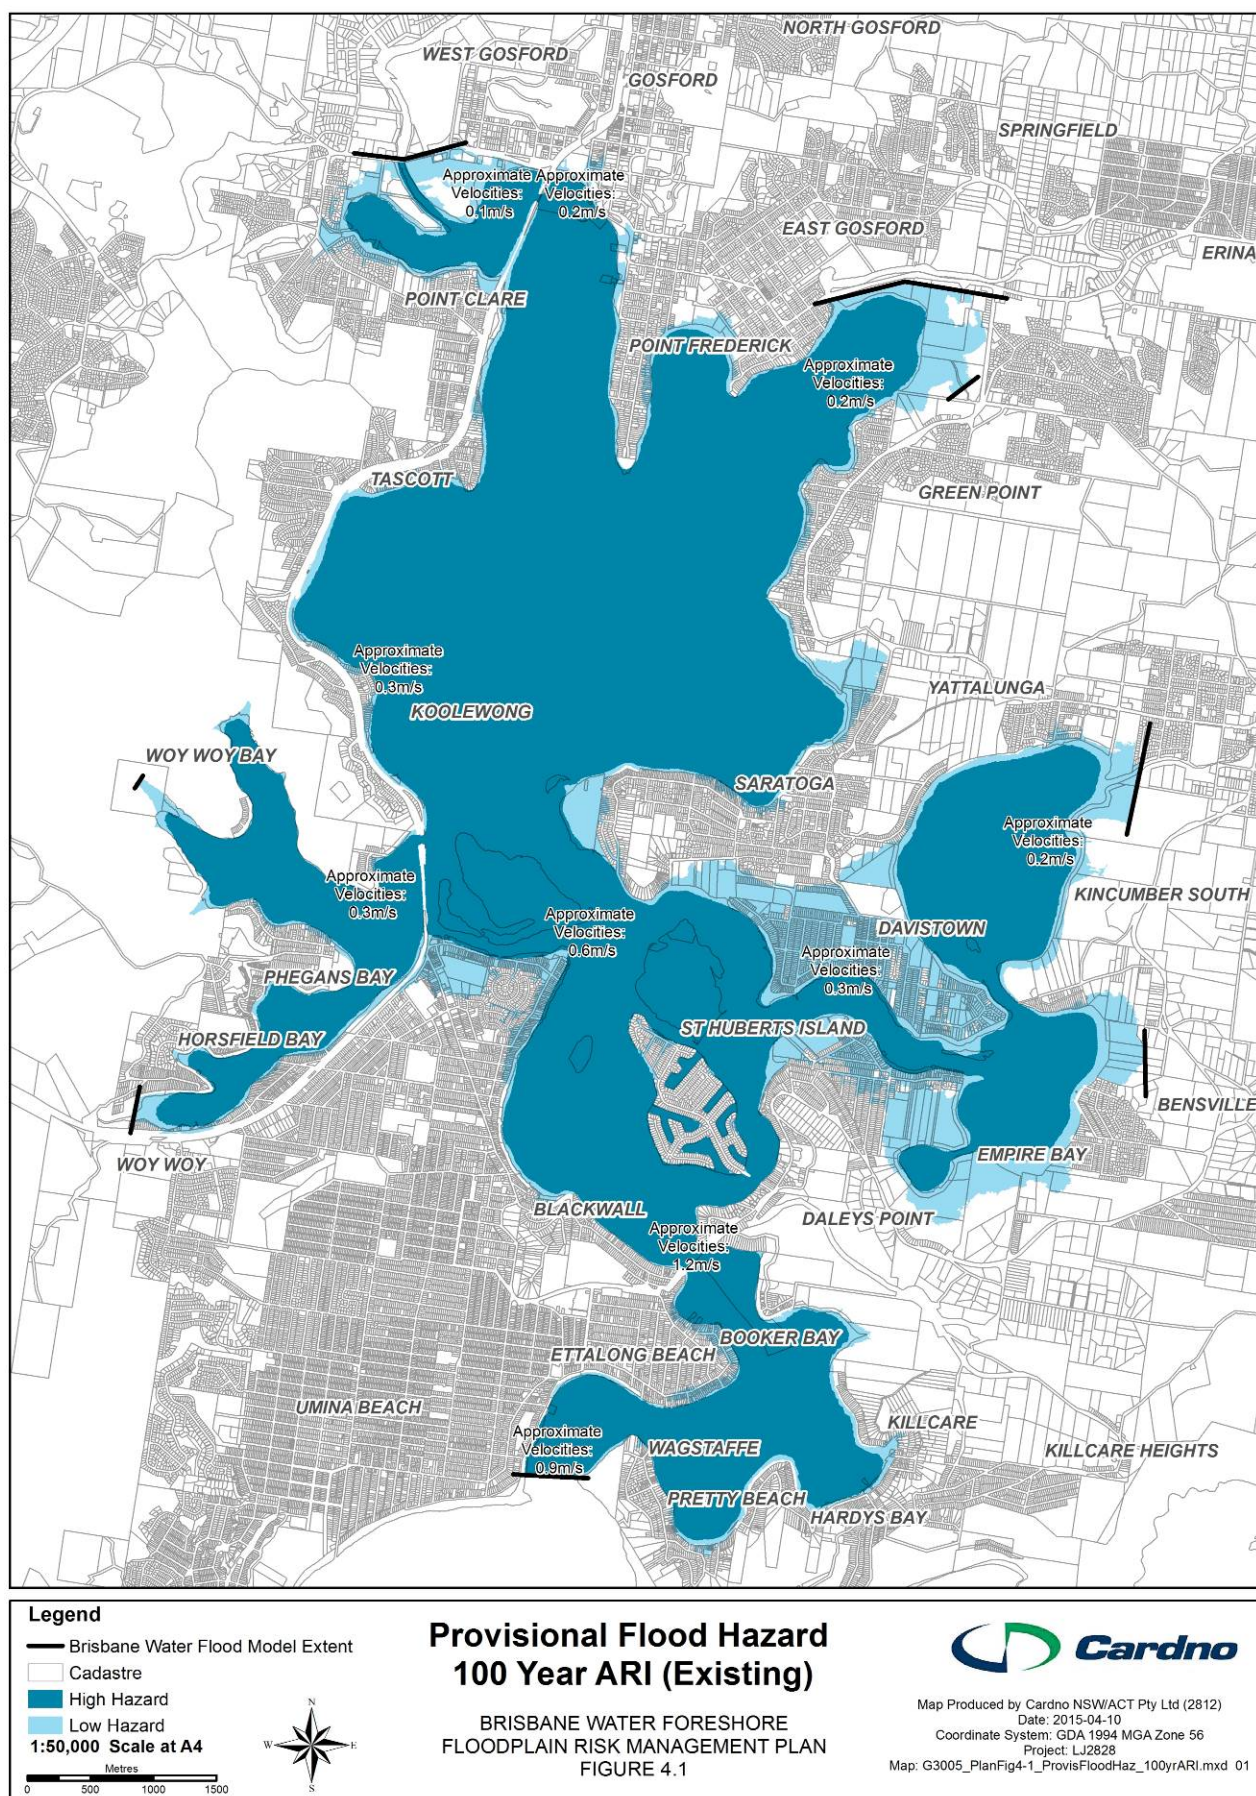 NORTH GOSFORD
WEST GOSFORD
GOSFORD
SPRINGFIELD
Approximate
Velocities:
0.1m/s
Approximate
Velocities:
0.2m/s
EAST GOSFORD
ERINA
POINT CLARE
POINT FREDERICK
Approximate
Velocities:
0.2m/s
TASCOTT
GREEN POINT
Approximate
Velocities:
0.3m/s
KOOLEWONG
YATTALUNGA
WOY WOY BAY
SARATOGA
Approximate
Velocities:
0.2m/s
Approximate
Velocities:
0.3m/s
KINCUMBER SOUTH
Approximate
Velocities:
0.6m/s
DAVISTOWN
Approximate
Velocities:
0.3m/s
PHEGANS BAY
ST HUBERTS ISLAND
HORSFIELD BAY
BENSVILLE
WOY WOY
EMPIRE BAY
BLACKWALL
DALEYS POINT
Approximate
Velocities:
1.2m/s
BOOKER BAY
ETTALONG BEACH
UMINA BEACH
KILLCARE
Approximate
Velocities:
0.9m/s
WAGSTAFFE
KILLCARE HEIGHTS
PRETTY BEACH
HARDYS BAY
Legend
Brisbane Water Flood Model Extent
Cadastre
High Hazard
Low Hazard
1:50,000 Scale at A4
Metres
0 500 1000 1500
N
W E
S
Provisional Flood Hazard
100 Year ARI (Existing)
BRISBANE WATER FORESHORE
FLOODPLAIN RISK MANAGEMENT PLAN
FIGURE 4.1
Cardno
Map Produced by Cardno NSW/ACT Pty Ltd (2812)
Date: 2015-04-10
Coordinate System: GDA 1994 MGA Zone 56
Project: LJ2828
Map: G3005_PlanFig4-1_ProvisFloodHaz_100yrARI.mxd 01